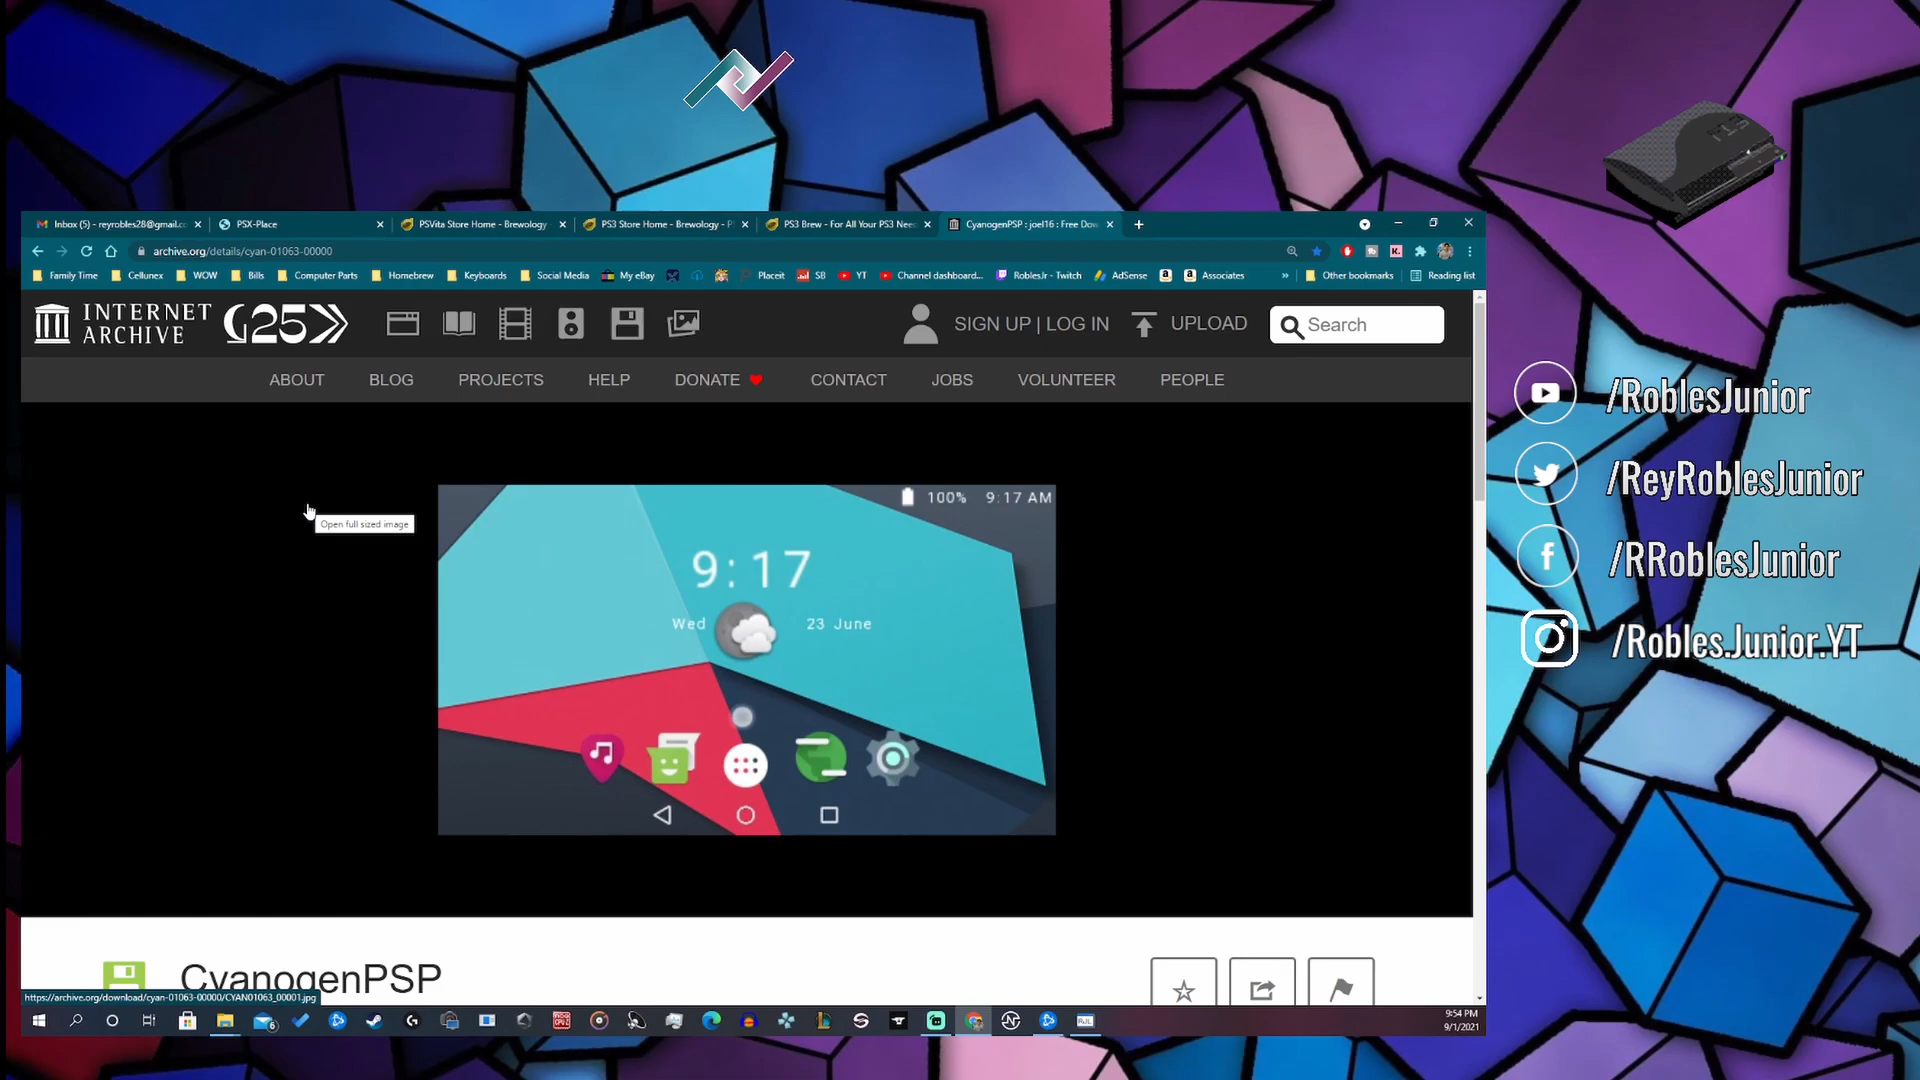 Inbox (5) - reyrobles28@gmail.c
PSX-Place
PSVita Store Home - Brewology
PS3 Store Home - Brewology - P
PS3 Brew - For All Your PS3 Nee
CyanogenPSP : joel16 : Free Dow
archive.org/details/cyan-01063-00000
Family Time
Cellunex
WOW
Bills
Computer Parts
Homebrew
Keyboards
Social Media
My eBay
Placeit
SB
YT
Channel dashboard...
RoblesJr - Twitch
AdSense
Associates
Other bookmarks
Reading list
INTERNET
ARCHIVE
25
SIGN UP | LOG IN
UPLOAD
Search
ABOUT
BLOG
PROJECTS
HELP
DONATE
CONTACT
JOBS
VOLUNTEER
PEOPLE
/RoblesJunior
/ReyRoblesJunior
/RRoblesJunior
/Robles.Junior.YT
100% 9:17 AM
Open full sized image
9:17
Wed 23 June
CyanogenPSP
https://archive.org/download/cyan-01063-00000/CYAN01063_00001.jpg
9:54 PM
9/1/2021